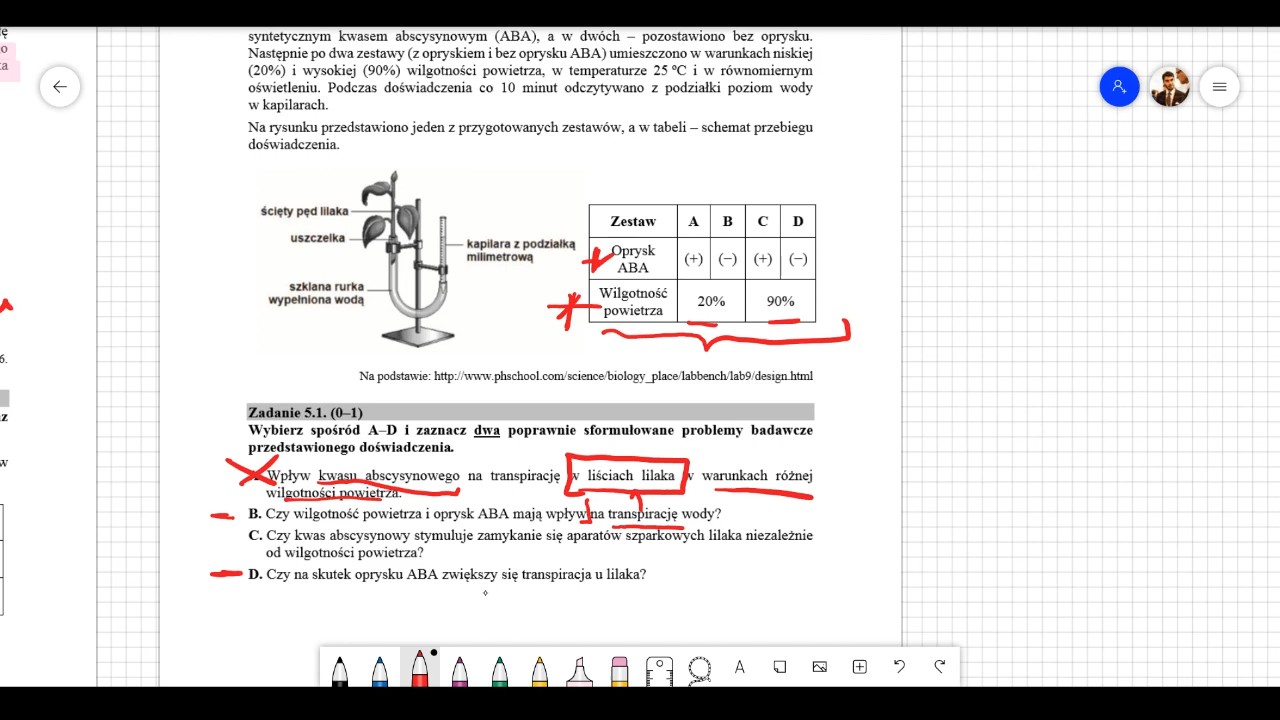 syntetycznym kwasem abscysynowym (ABA), a w dwóch – pozostawiono bez oprysku.
Następnie po dwa zestawy (z opryskiem i bez oprysku ABA) umieszczono w warunkach niskiej
(20%) i wysokiej (90%) wilgotności powietrza, w temperaturze 25 ºC i w równomiernym
oświetleniu. Podczas doświadczenia co 10 minut odczytywano z podziałki poziom wody
w kapilarach.
Na rysunku przedstawiono jeden z przygotowanych zestawów, a w tabeli – schemat przebiegu
doświadczenia.
ścięty pęd lilaka
uszczelka
szklana rurka
wypełniona wodą
kapilara z podziałką
milimetrową
Zestaw A B C D
Oprysk
ABA (+) (–) (+) (–)
Wilgotność
powietrza 20% 90%
Na podstawie: http://www.phschool.com/science/biology_place/labbench/lab9/design.html
Zadanie 5.1. (0–1)
Wybierz spośród A–D i zaznacz dwa poprawnie sformułowane problemy badawcze
przedstawionego doświadczenia.
Wpływ kwasu abscysynowego na transpirację w liściach lilaka w warunkach różnej
wilgotności powietrza.
B. Czy wilgotność powietrza i oprysk ABA mają wpływ na transpirację wody?
C. Czy kwas abscysynowy stymuluje zamykanie się aparatów szparkowych lilaka niezależnie
od wilgotności powietrza?
D. Czy na skutek oprysku ABA zwiększy się transpiracja u lilaka?
A